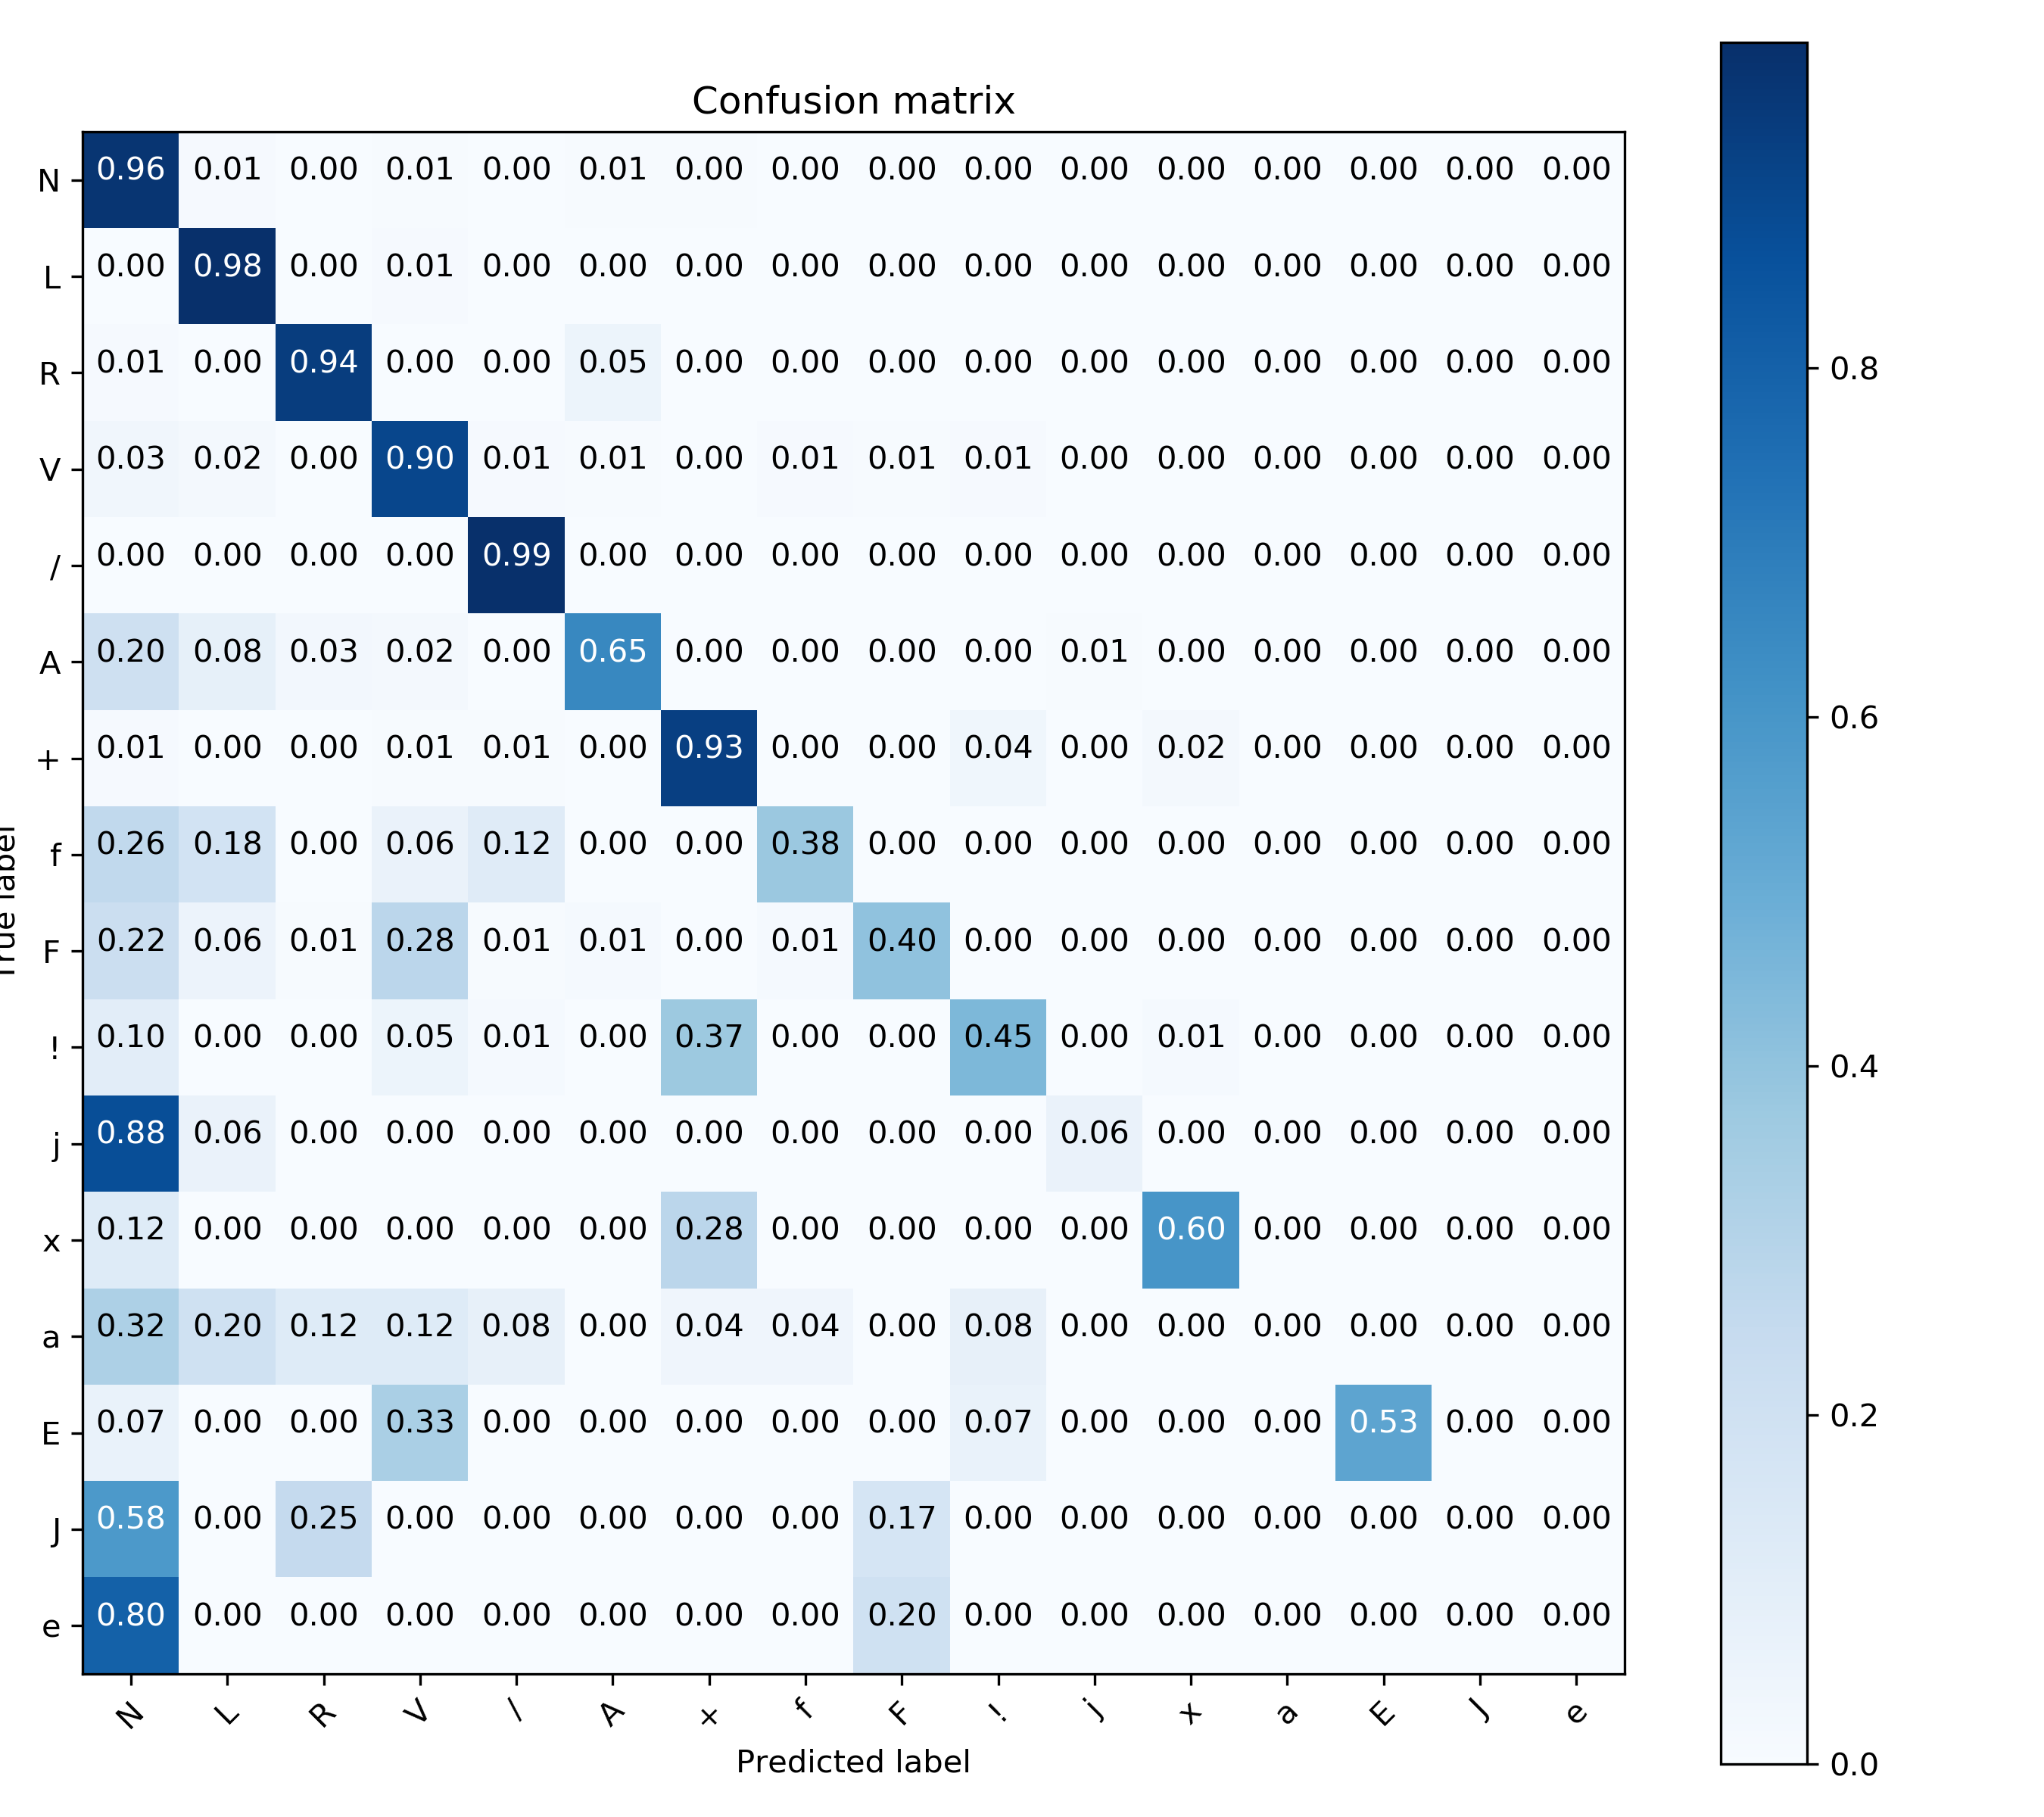 Confusion matrix
N 0.96 0.01 0.00 0.01 0.00 0.01 0.00 0.00 0.00 0.00 0.00 0.00 0.00 0.00 0.00 0.00
L 0.00 0.98 0.00 0.01 0.00 0.00 0.00 0.00 0.00 0.00 0.00 0.00 0.00 0.00 0.00 0.00
R 0.01 0.00 0.94 0.00 0.00 0.05 0.00 0.00 0.00 0.00 0.00 0.00 0.00 0.00 0.00 0.00
V 0.03 0.02 0.00 0.90 0.01 0.01 0.00 0.01 0.01 0.01 0.00 0.00 0.00 0.00 0.00 0.00
/ 0.00 0.00 0.00 0.00 0.99 0.00 0.00 0.00 0.00 0.00 0.00 0.00 0.00 0.00 0.00 0.00
A 0.20 0.08 0.03 0.02 0.00 0.65 0.00 0.00 0.00 0.00 0.01 0.00 0.00 0.00 0.00 0.00
+ 0.01 0.00 0.00 0.01 0.01 0.00 0.93 0.00 0.00 0.04 0.00 0.02 0.00 0.00 0.00 0.00
f 0.26 0.18 0.00 0.06 0.12 0.00 0.00 0.38 0.00 0.00 0.00 0.00 0.00 0.00 0.00 0.00
F 0.22 0.06 0.01 0.28 0.01 0.01 0.00 0.01 0.40 0.00 0.00 0.00 0.00 0.00 0.00 0.00
! 0.10 0.00 0.00 0.05 0.01 0.00 0.37 0.00 0.00 0.45 0.00 0.01 0.00 0.00 0.00 0.00
j 0.88 0.06 0.00 0.00 0.00 0.00 0.00 0.00 0.00 0.00 0.06 0.00 0.00 0.00 0.00 0.00
x 0.12 0.00 0.00 0.00 0.00 0.00 0.28 0.00 0.00 0.00 0.00 0.60 0.00 0.00 0.00 0.00
a 0.32 0.20 0.12 0.12 0.08 0.00 0.04 0.04 0.00 0.08 0.00 0.00 0.00 0.00 0.00 0.00
E 0.07 0.00 0.00 0.33 0.00 0.00 0.00 0.00 0.00 0.07 0.00 0.00 0.00 0.53 0.00 0.00
J 0.58 0.00 0.25 0.00 0.00 0.00 0.00 0.00 0.17 0.00 0.00 0.00 0.00 0.00 0.00 0.00
e 0.80 0.00 0.00 0.00 0.00 0.00 0.00 0.00 0.20 0.00 0.00 0.00 0.00 0.00 0.00 0.00
N L R V / A + f F ! j x a E J e
Predicted label
True label
0.8
0.6
0.4
0.2
0.0